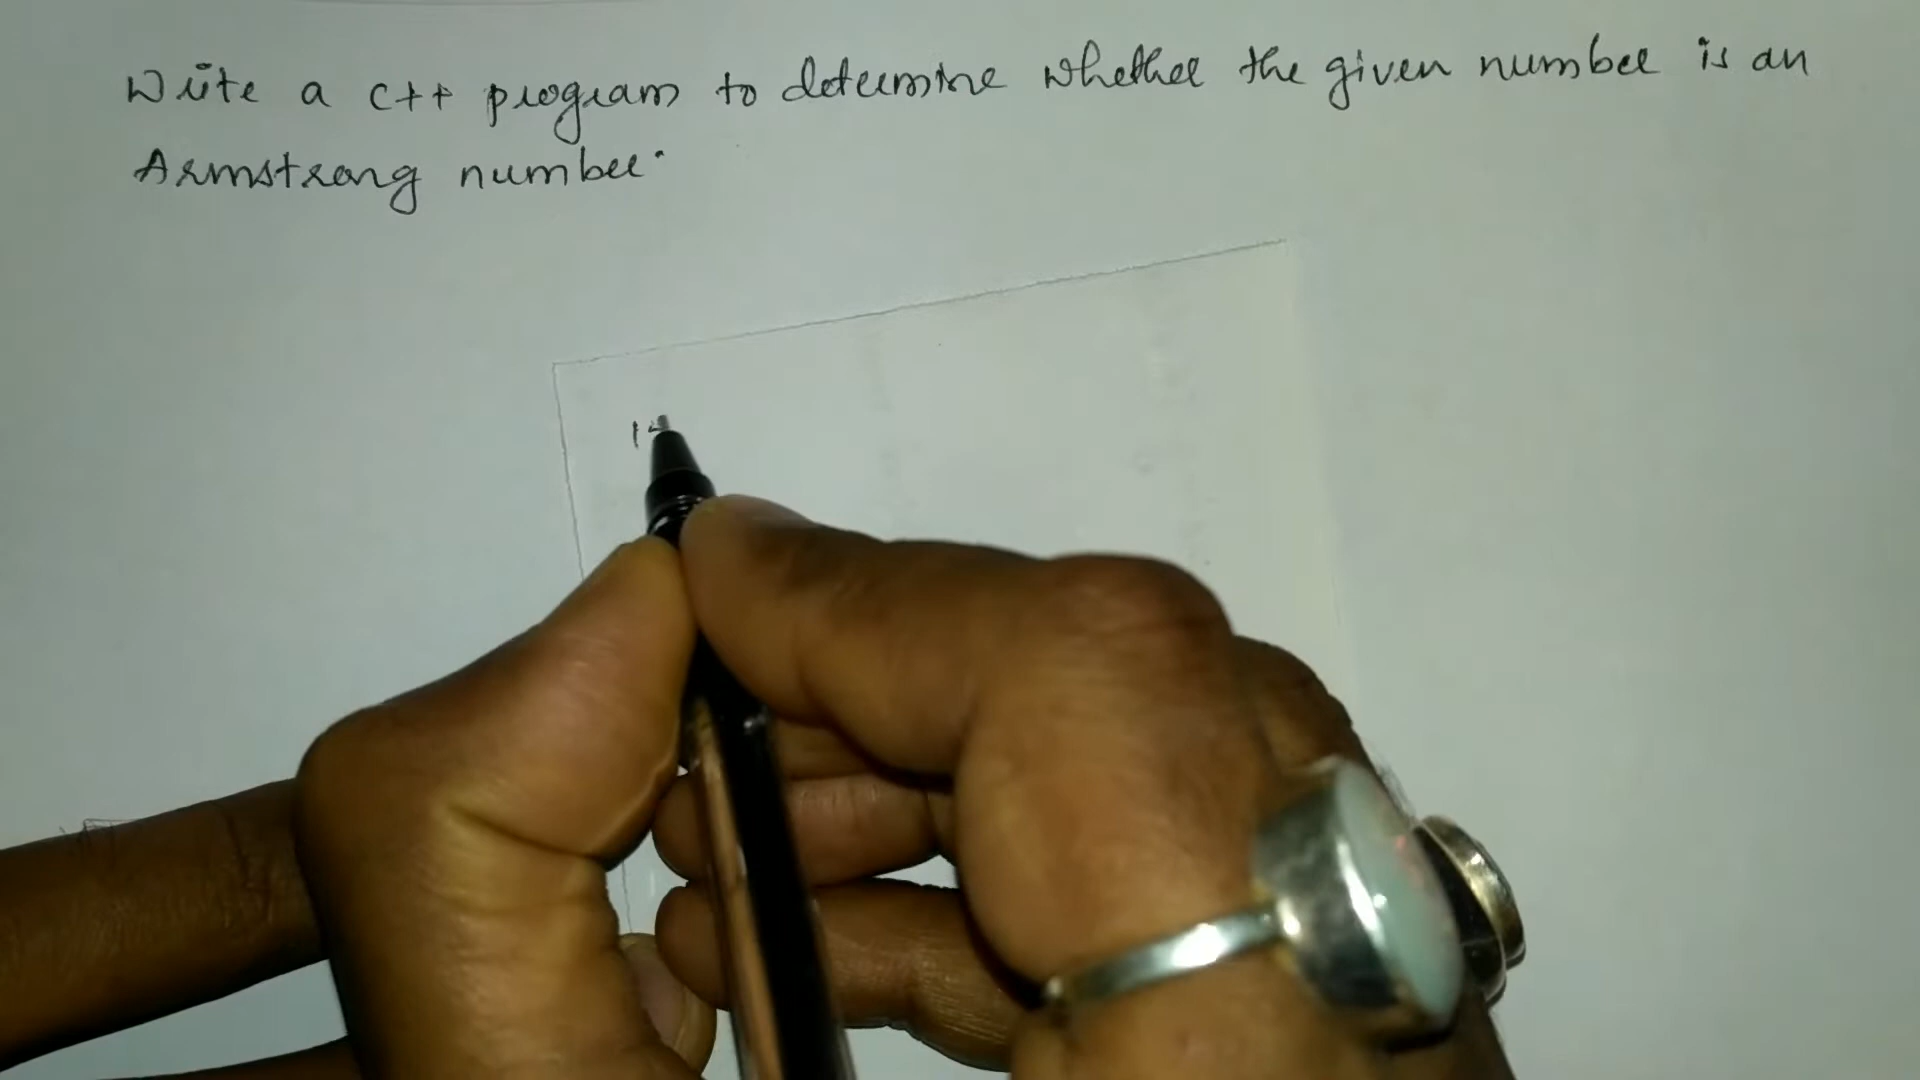 Write a c++ program to determine whether the given number is an
Armstrong number.